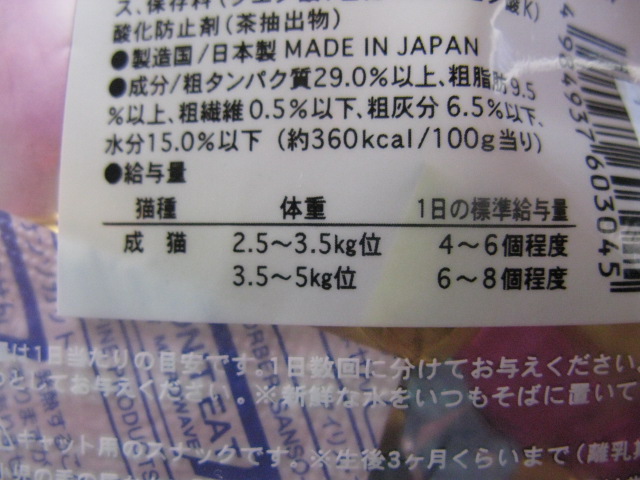 ス、保存料(
酸K)
酸化防止剤(茶抽出物)
●製造国/日本製 MADE IN JAPAN
●成分/粗タンパク質29.0%以上、粗脂肪9.5
%以上、粗繊維0.5%以下、粗灰分6.5%以下、
水分15.0%以下 (約360kcal/100g当り)
●給与量
猫種 体重 1日の標準給与量
成猫 2.5～3.5kg位 4～6個程度
3.5～5kg位 6～8個程度
4984937603045
は1日当たりの目安です。1日数回に分けてお与えください。
つとしてお与えください。※新鮮な水をいつもそばに置いて
キャット用のスナックです。※生後3ヶ月くらいまで(離乳
DON'T EAT